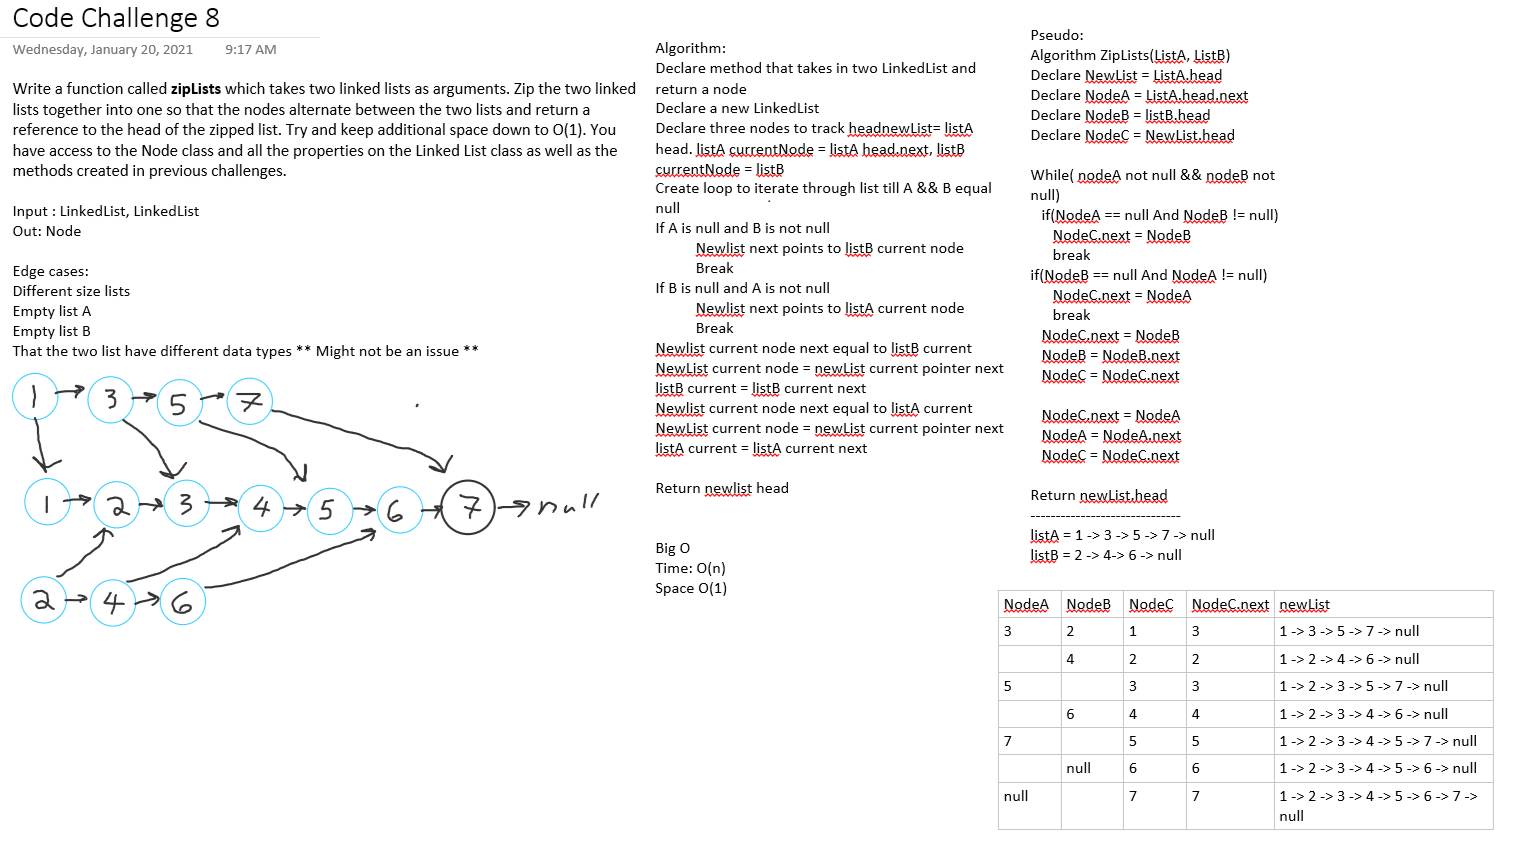 Code Challenge 8
Wednesday, January 20, 2021 9:17 AM
Write a function called zipLists which takes two linked lists as arguments. Zip the two linked
lists together into one so that the nodes alternate between the two lists and return a
reference to the head of the zipped list. Try and keep additional space down to O(1). You
have access to the Node class and all the properties on the Linked List class as well as the
methods created in previous challenges.
Input : LinkedList, LinkedList
Out: Node
Edge cases:
Different size lists
Empty list A
Empty list B
That the two list have different data types ** Might not be an issue **
1 3 5 7
1 2 3 4 5 6 7 null
2 4 6
Algorithm:
Declare method that takes in two LinkedList and
return a node
Declare a new LinkedList
Declare three nodes to track headnewList= listA
head. listA currentNode = listA head.next, listB
currentNode = listB
Create loop to iterate through list till A && B equal
null
If A is null and B is not null
Newlist next points to listB current node
Break
If B is null and A is not null
Newlist next points to listA current node
Break
Newlist current node next equal to listB current
NewList current node = newList current pointer next
listB current = listB current next
Newlist current node next equal to listA current
NewList current node = newList current pointer next
listA current = listA current next
Return newlist head
Big O
Time: O(n)
Space O(1)
Pseudo:
Algorithm ZipLists(ListA, ListB)
Declare NewList = ListA.head
Declare NodeA = ListA.head.next
Declare NodeB = listB.head
Declare NodeC = NewList.head
While( nodeA not null && nodeB not
null)
if(NodeA == null And NodeB != null)
NodeC.next = NodeB
break
if(NodeB == null And NodeA != null)
NodeC.next = NodeA
break
NodeC.next = NodeB
NodeB = NodeB.next
NodeC = NodeC.next
NodeC.next = NodeA
NodeA = NodeA.next
NodeC = NodeC.next
Return newList.head
------------------------------
listA = 1 -> 3 -> 5 -> 7 -> null
listB = 2 -> 4-> 6 -> null
NodeA NodeB NodeC NodeC.next newList
3 2 1 3 1 -> 3 -> 5 -> 7 -> null
4 2 2 1 -> 2 -> 4 -> 6 -> null
5 3 3 1 -> 2 -> 3 -> 5 -> 7 -> null
6 4 4 1 -> 2 -> 3 -> 4 -> 6 -> null
7 5 5 1 -> 2 -> 3 -> 4 -> 5 -> 7 -> null
null 6 6 1 -> 2 -> 3 -> 4 -> 5 -> 6 -> null
null 7 7 1 -> 2 -> 3 -> 4 -> 5 -> 6 -> 7 ->
null